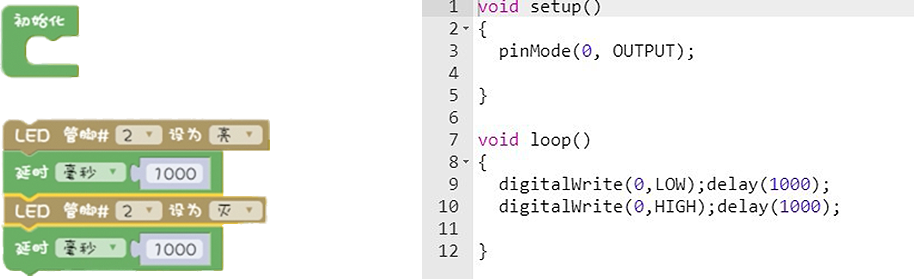 初始化
LED 管脚# 2 设为 亮
延时 毫秒 1000
LED 管脚# 2 设为 灭
延时 毫秒 1000
1 void setup()
2 {
3 pinMode(0, OUTPUT);
4
5 }
6
7 void loop()
8 {
9 digitalWrite(0,LOW);delay(1000);
10 digitalWrite(0,HIGH);delay(1000);
11
12 }